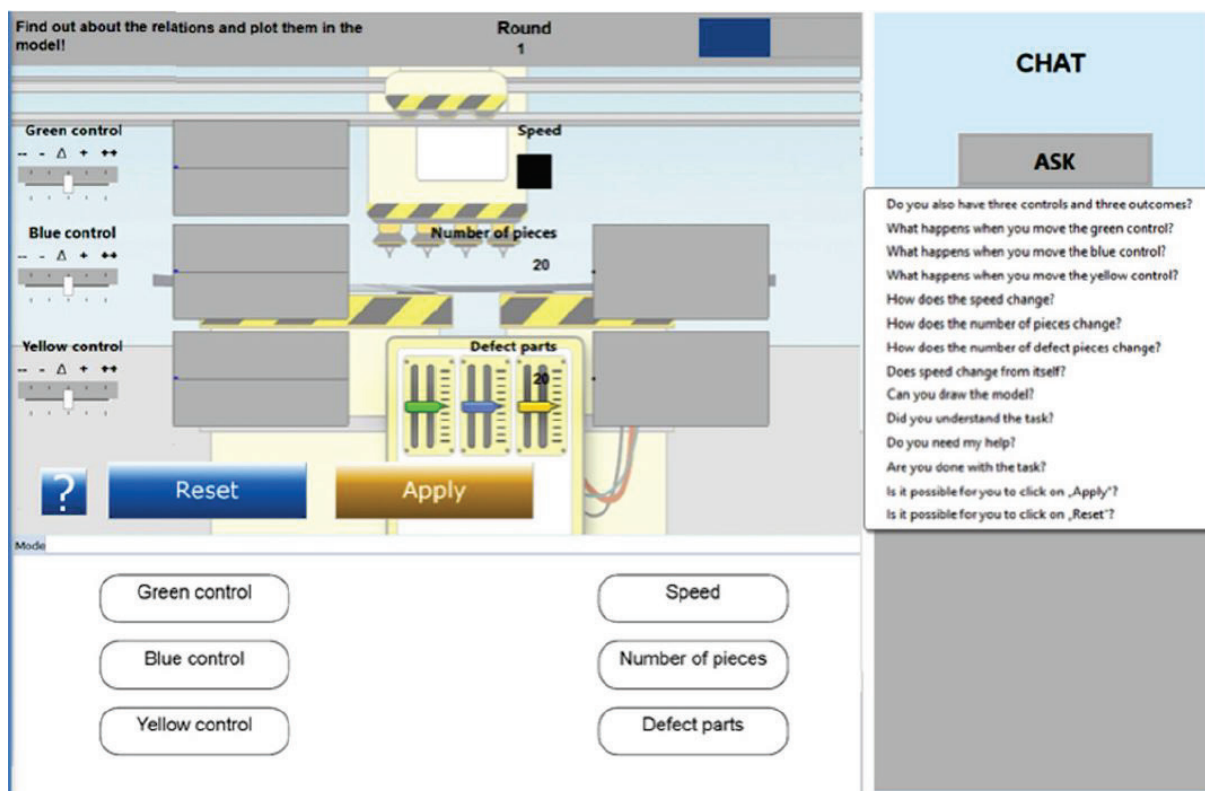 Find out about the relations and plot them in the
model!
Round
1
Green control
-- - Δ + ++
Speed
Blue control
-- - Δ + ++
Number of pieces
20
Yellow control
-- - Δ + ++
Defect parts
20
?
Reset
Apply
Mode
Green control
Speed
Blue control
Number of pieces
Yellow control
Defect parts
CHAT
ASK
Do you also have three controls and three outcomes?
What happens when you move the green control?
What happens when you move the blue control?
What happens when you move the yellow control?
How does the speed change?
How does the number of pieces change?
How does the number of defect pieces change?
Does speed change from itself?
Can you draw the model?
Did you understand the task?
Do you need my help?
Are you done with the task?
Is it possible for you to click on „Apply“?
Is it possible for you to click on „Reset“?